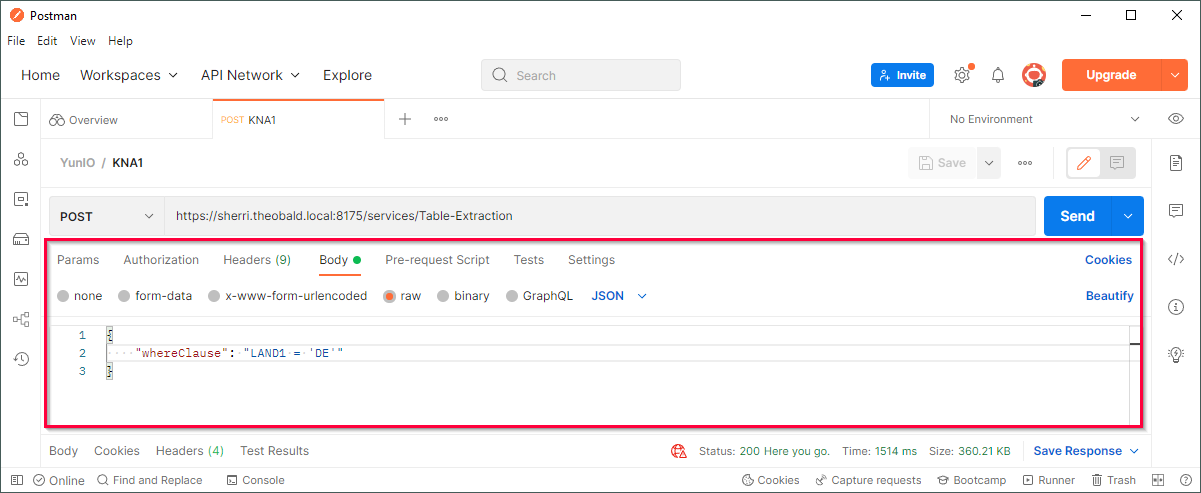 Postman
File Edit View Help
Home Workspaces API Network Explore Search Invite Upgrade
Overview POST KNA1 No Environment
YunIO / KNA1 Save
POST https://sherri.theobald.local:8175/services/Table-Extraction Send
Params Authorization Headers (9) Body Pre-request Script Tests Settings Cookies
none form-data x-www-form-urlencoded raw binary GraphQL JSON Beautify
1 {
2 "whereClause": "LAND1 = 'DE'"
3 }
Body Cookies Headers (4) Test Results Status: 200 Here you go. Time: 1514 ms Size: 360.21 KB Save Response
Online Find and Replace Console Cookies Capture requests Bootcamp Runner Trash